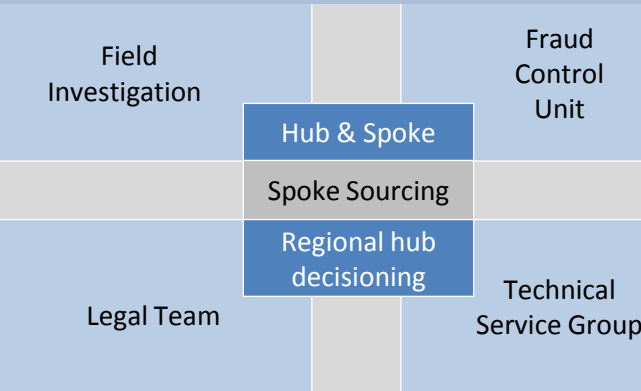 Field
Investigation
Fraud
Control
Unit
Hub & Spoke
Spoke Sourcing
Regional hub
decisioning
Legal Team
Technical
Service Group